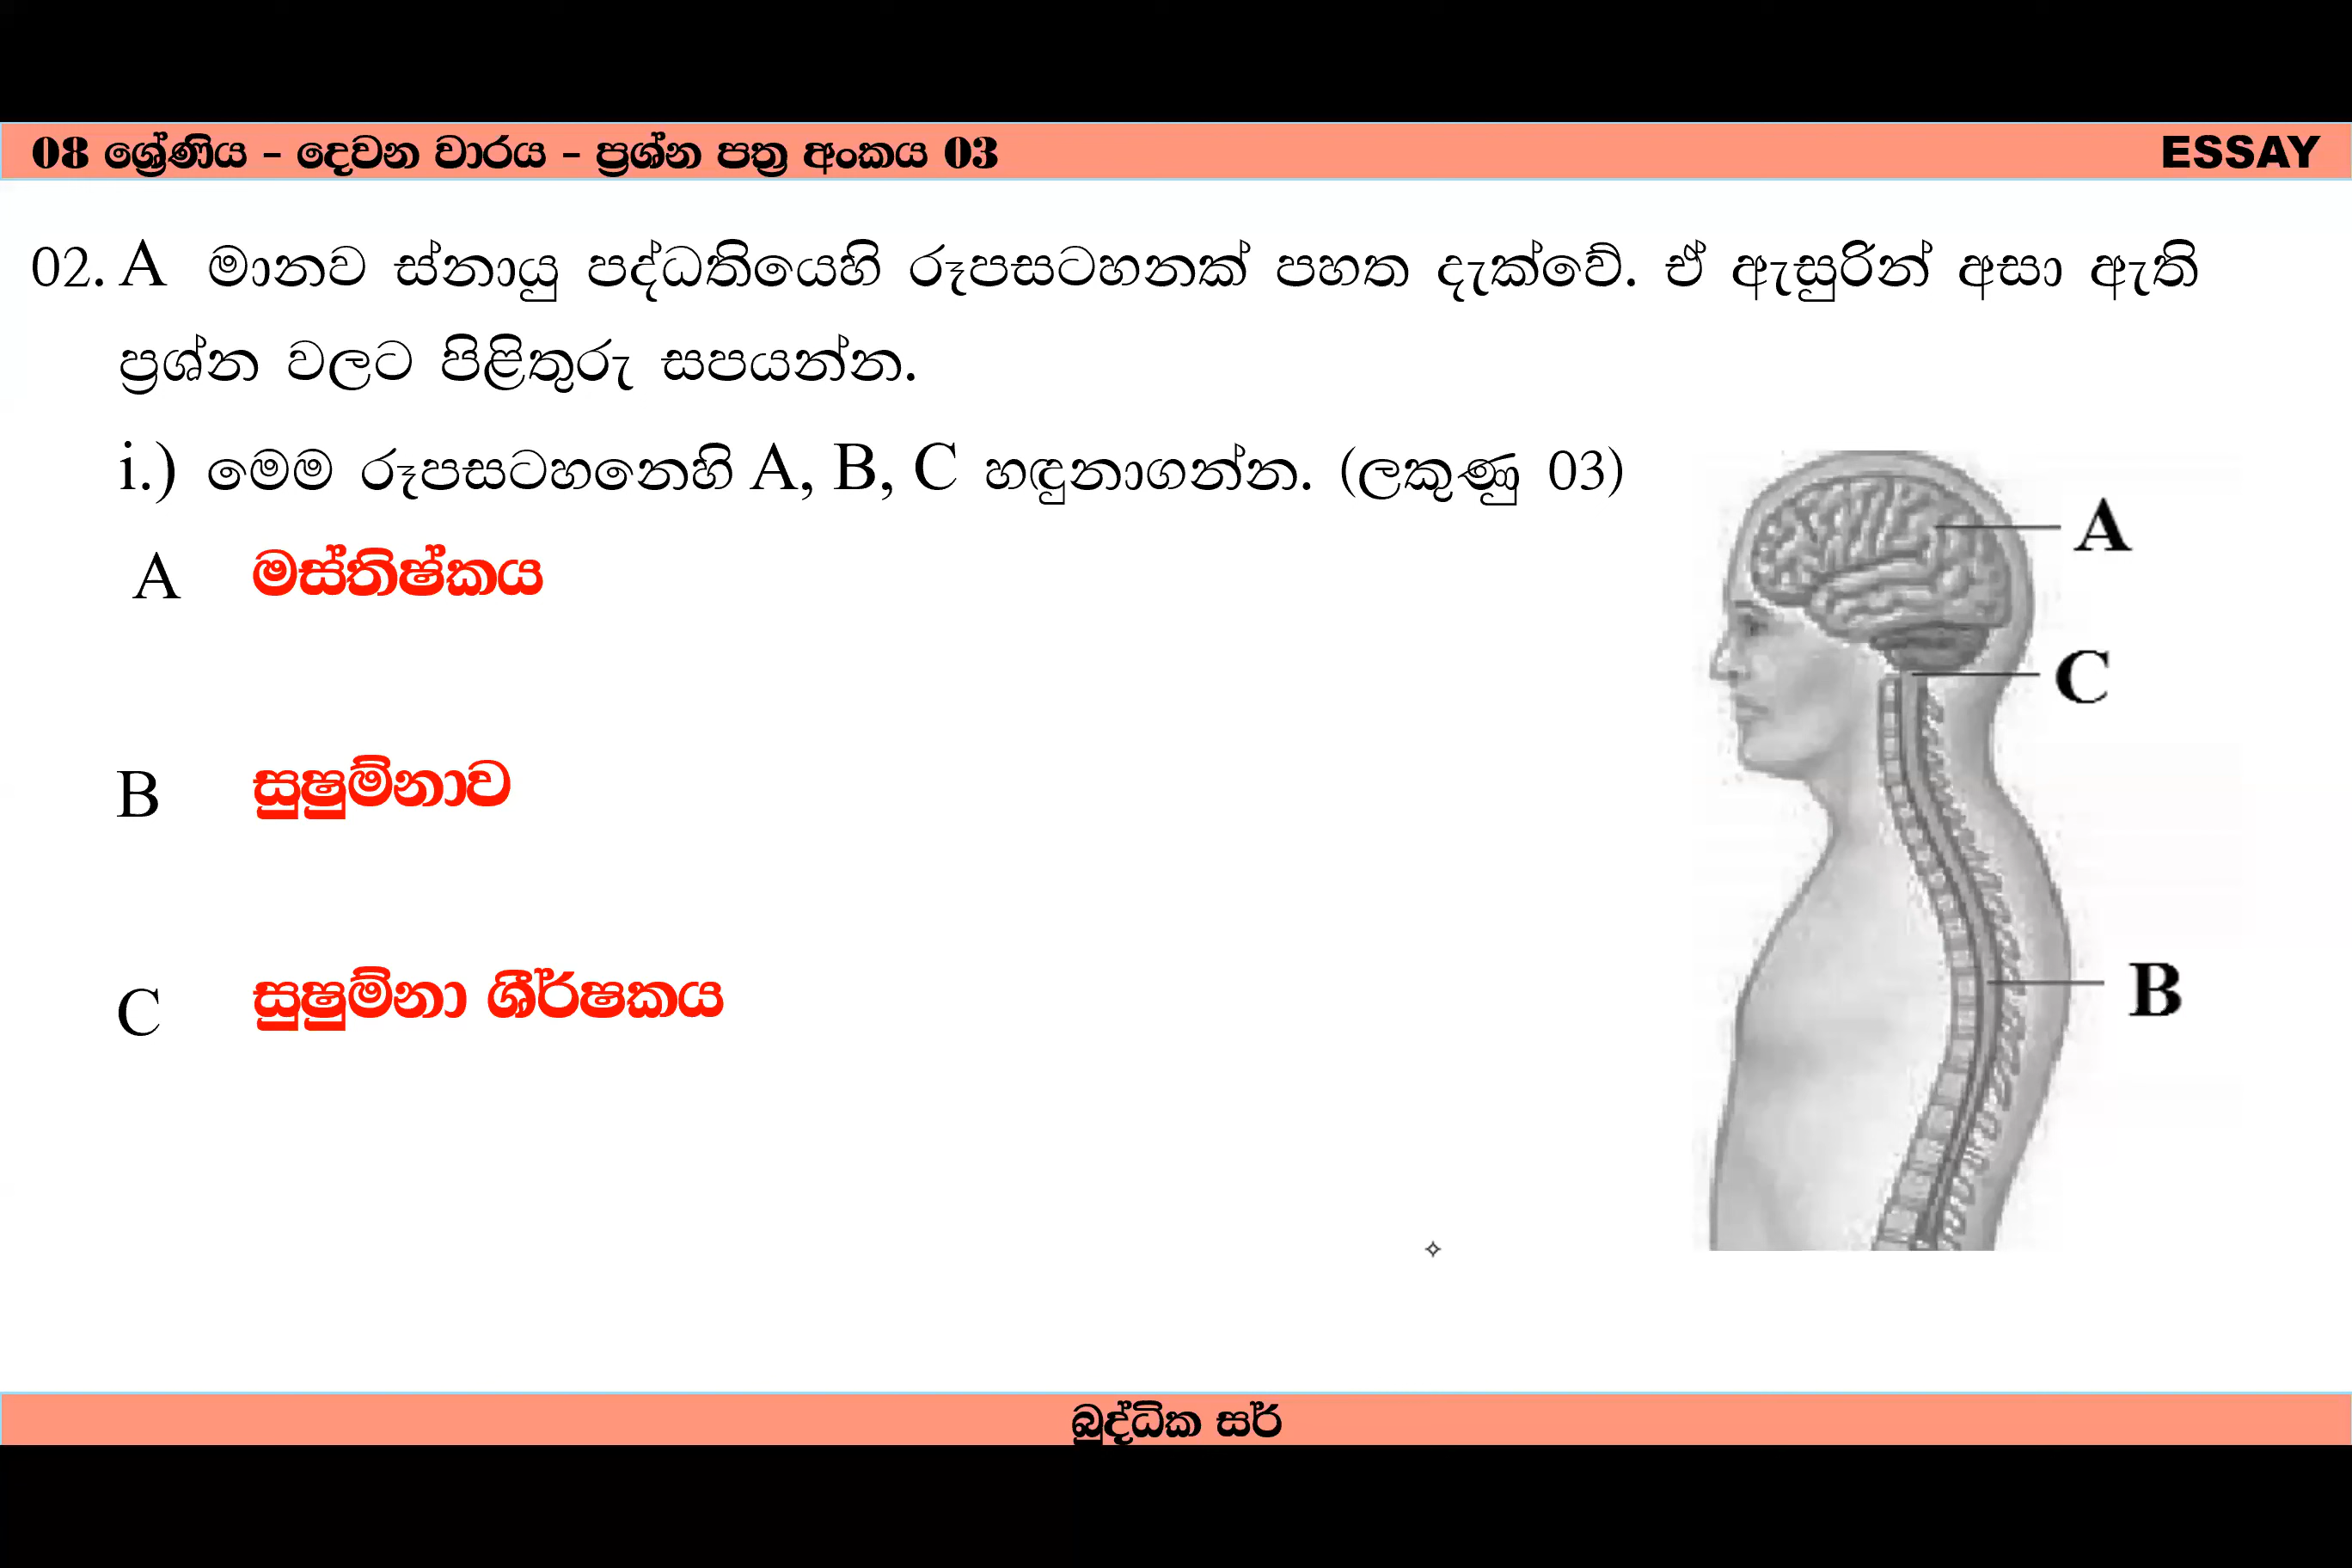 08 ශ්‍රේණිය - දෙවන වාරය - ප්‍රශ්න පත්‍ර අංකය 03 ESSAY
02. A මානව ස්නායු පද්ධතියෙහි රූපසටහනක් පහත දැක්වේ. ඒ ඇසුරින් අසා ඇති
ප්‍රශ්න වලට පිළිතුරු සපයන්න.
i.) මෙම රූපසටහනෙහි A, B, C හඳුනාගන්න. (ලකුණු 03)
A මස්තිෂ්කය
B සුෂුම්නාව
C සුෂුම්නා ශීර්ෂකය
A
C
B
බුද්ධික සර්